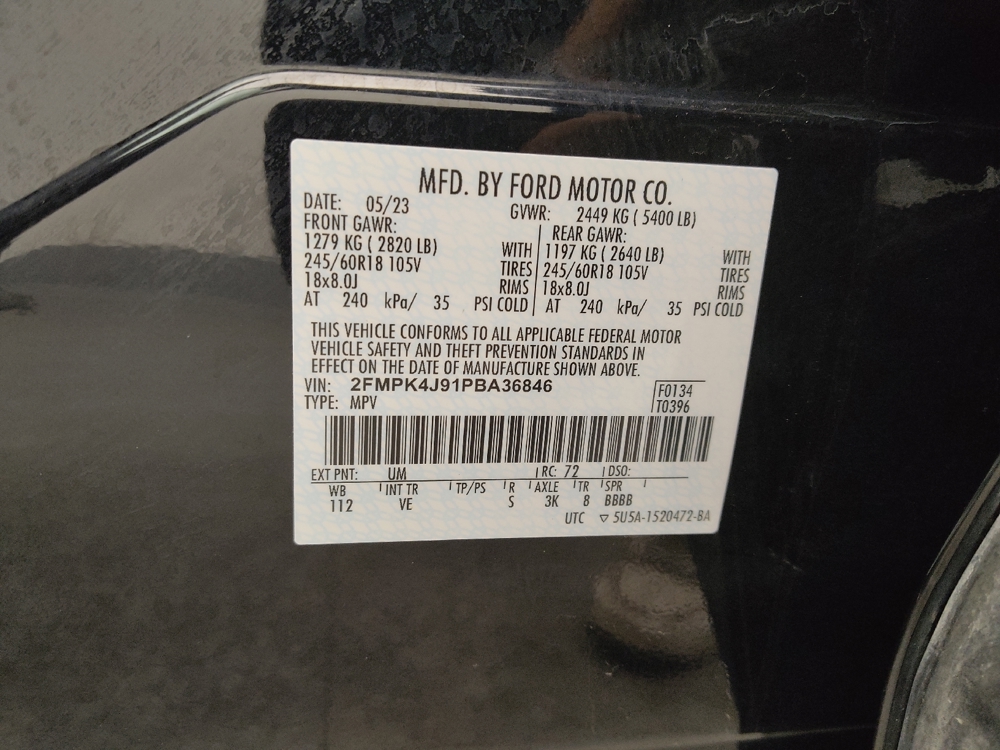 MFD. BY FORD MOTOR CO.
DATE: 05/23 GVWR: 2449 KG ( 5400 LB)
FRONT GAWR: REAR GAWR:
1279 KG ( 2820 LB) WITH 1197 KG ( 2640 LB) WITH
245/60R18 105V TIRES 245/60R18 105V TIRES
18x8.0J RIMS 18x8.0J RIMS
AT 240 kPa/ 35 PSI COLD AT 240 kPa/ 35 PSI COLD
THIS VEHICLE CONFORMS TO ALL APPLICABLE FEDERAL MOTOR
VEHICLE SAFETY AND THEFT PREVENTION STANDARDS IN
EFFECT ON THE DATE OF MANUFACTURE SHOWN ABOVE.
VIN: 2FMPK4J91PBA36846 F0134
TYPE: MPV T0396
EXT PNT: UM RC: 72 DSO:
WB INT TR TP/PS R AXLE TR SPR
112 VE S 3K 8 BBBB
UTC ▽ 5U5A-1520472-BA